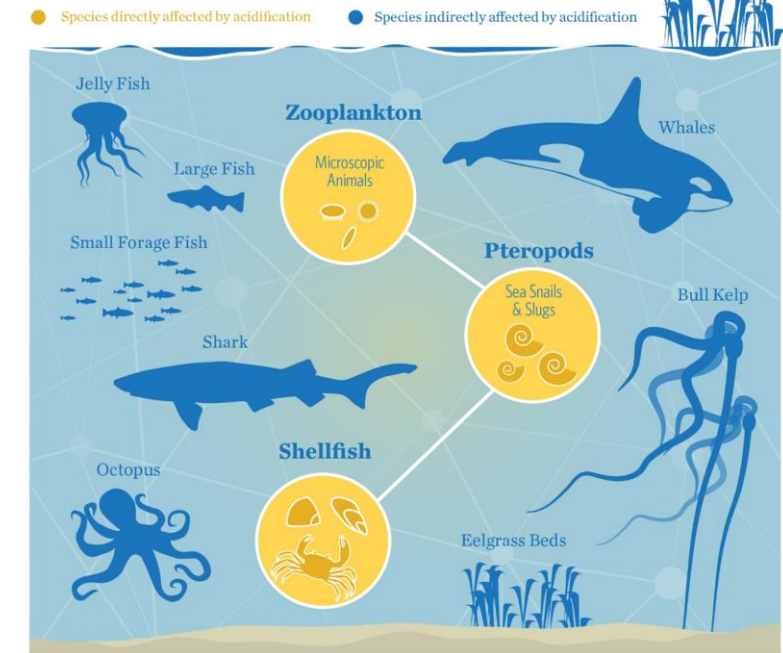 Species directly affected by acidification
Species indirectly affected by acidification
Jelly Fish
Zooplankton
Microscopic
Animals
Whales
Large Fish
Small Forage Fish
Pteropods
Sea Snails
& Slugs
Bull Kelp
Shark
Shellfish
Octopus
Eelgrass Beds